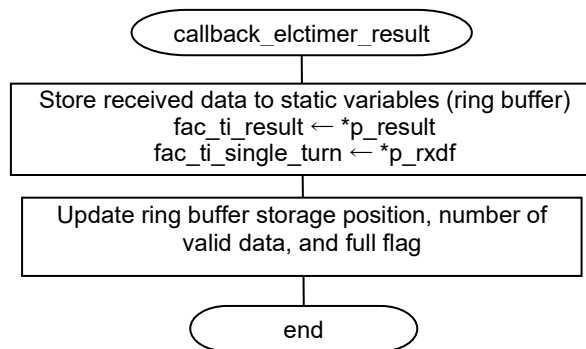 callback_elctimer_result
Store received data to static variables (ring buffer)
fac_ti_result ← *p_result
fac_ti_single_turn ← *p_rxdf
Update ring buffer storage position, number of
valid data, and full flag
end